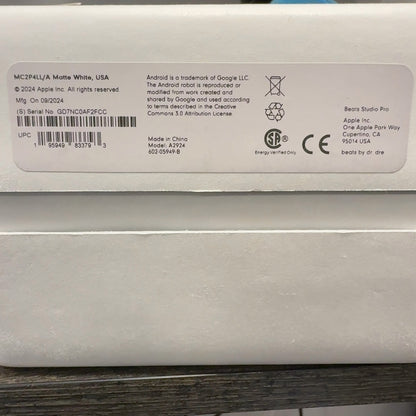 MC2P4LL/A Matte White, USA
© 2024 Apple Inc. All rights reserved
Mfg. On 09/2024
(S) Serial No. GD7NC0AF2FCC
UPC
1 95949 83379 3
Android is a trademark of Google LLC.
The Android robot is reproduced or
modified from work created and
shared by Google and used according
to terms described in the Creative
Commons 3.0 Attribution License.
Made in China
Model: A2924
602-05949-B
SA
Energy Verified Only
CE
Beats Studio Pro
Apple Inc.
One Apple Park Way
Cupertino, CA
95014 USA
beats by dr. dre